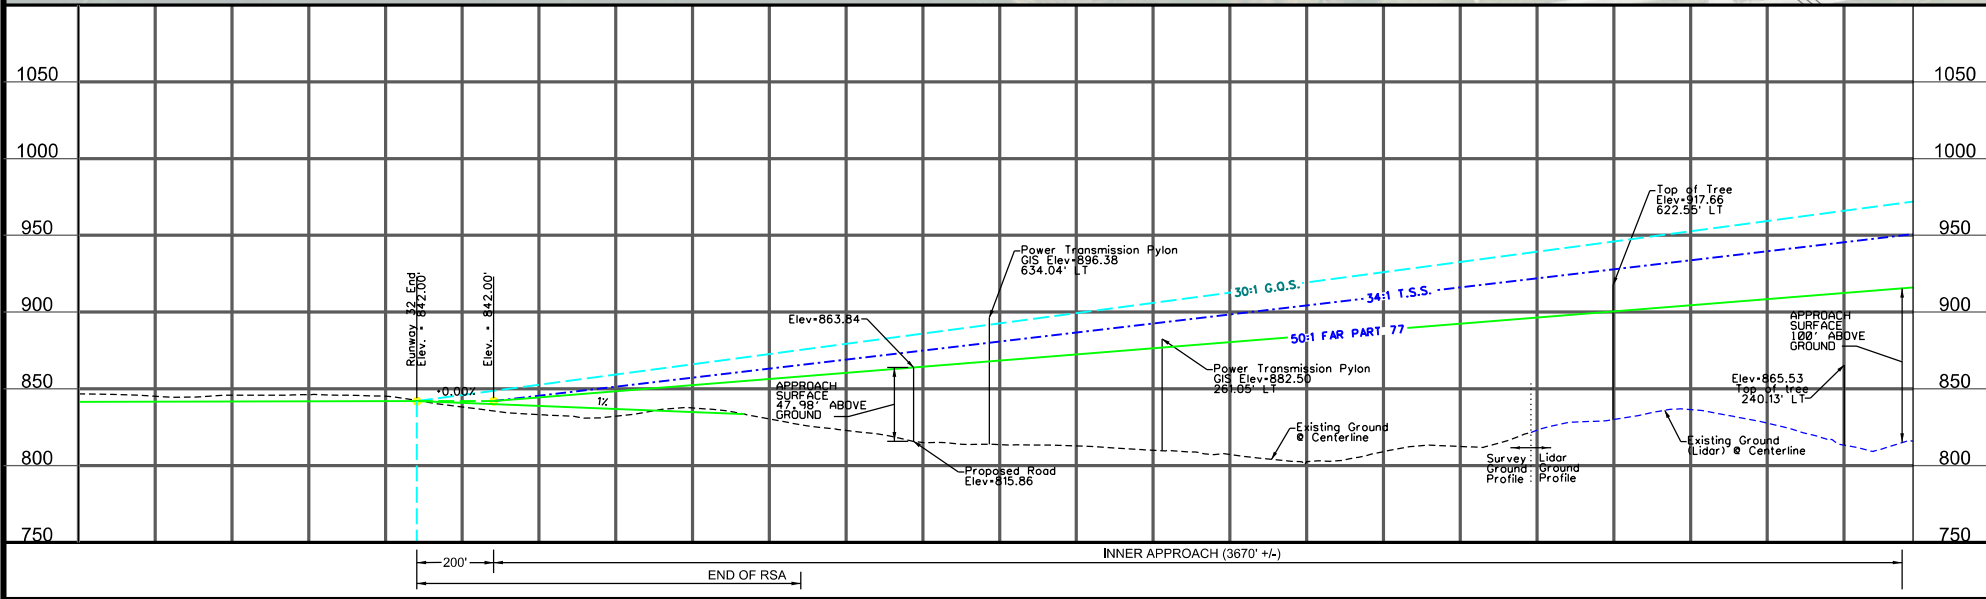 1050
1050
1000
1000
950
950
900
900
850
850
800
800
750
750
Runway 32 End
Elev. = 842.00'
Elev. = 842.00'
+0.00%
1%
APPROACH
SURFACE
47.98' ABOVE
GROUND
Elev=863.84
Proposed Road
Elev=815.86
Power Transmission Pylon
GIS Elev=896.38
634.04' LT
Power Transmission Pylon
GIS Elev=882.50
261.05' LT
30:1 G.Q.S.
34:1 T.S.S.
50:1 FAR PART 77
Existing Ground
@ Centerline
Survey
Ground
Profile
Lidar
Ground
Profile
Top of Tree
Elev=917.66
622.55' LT
Existing Ground
(Lidar) @ Centerline
Elev=865.53
Top of tree
240.13' LT
APPROACH
SURFACE
100' ABOVE
GROUND
200'
INNER APPROACH (3670' +/-)
END OF RSA